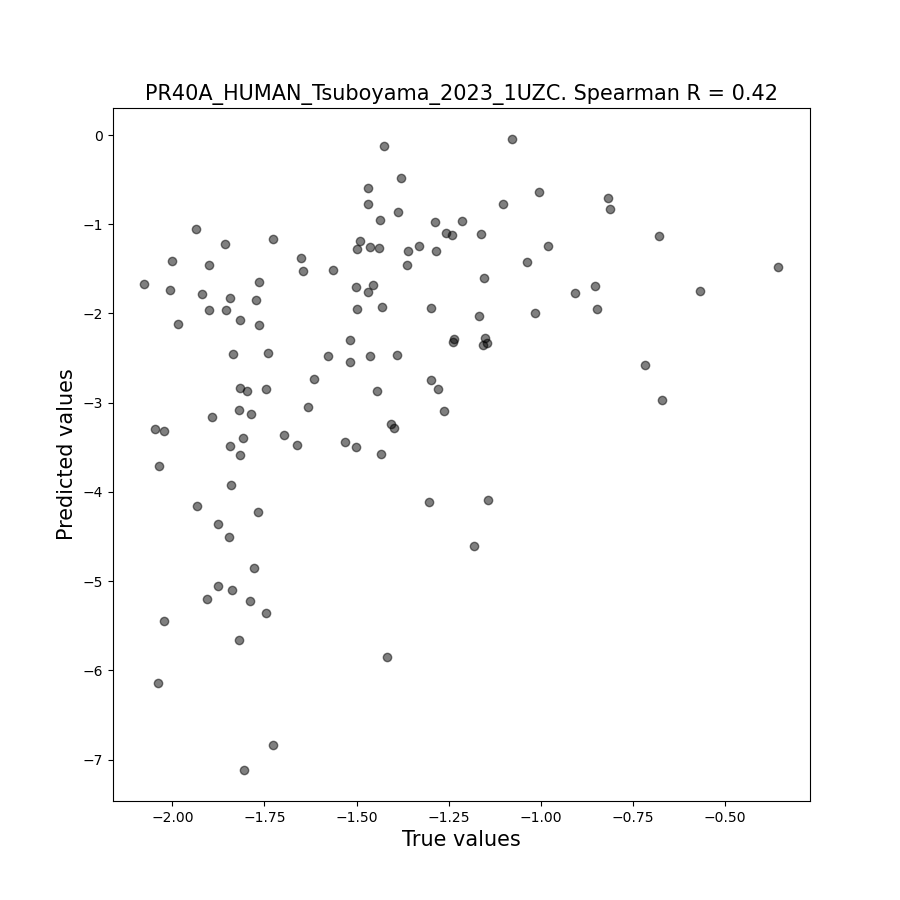 PR40A_HUMAN_Tsuboyama_2023_1UZC. Spearman R = 0.42
0
−1
−2
−3
−4
−5
−6
−7
Predicted values
−2.00 −1.75 −1.50 −1.25 −1.00 −0.75 −0.50
True values